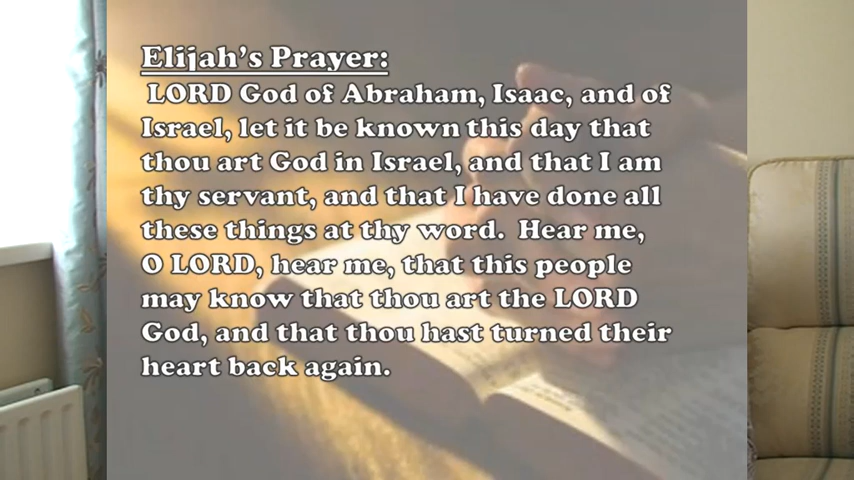 Elijah's Prayer:
LORD God of Abraham, Isaac, and of
Israel, let it be known this day that
thou art God in Israel, and that I am
thy servant, and that I have done all
these things at thy word.  Hear me,
O LORD, hear me, that this people
may know that thou art the LORD
God, and that thou hast turned their
heart back again.